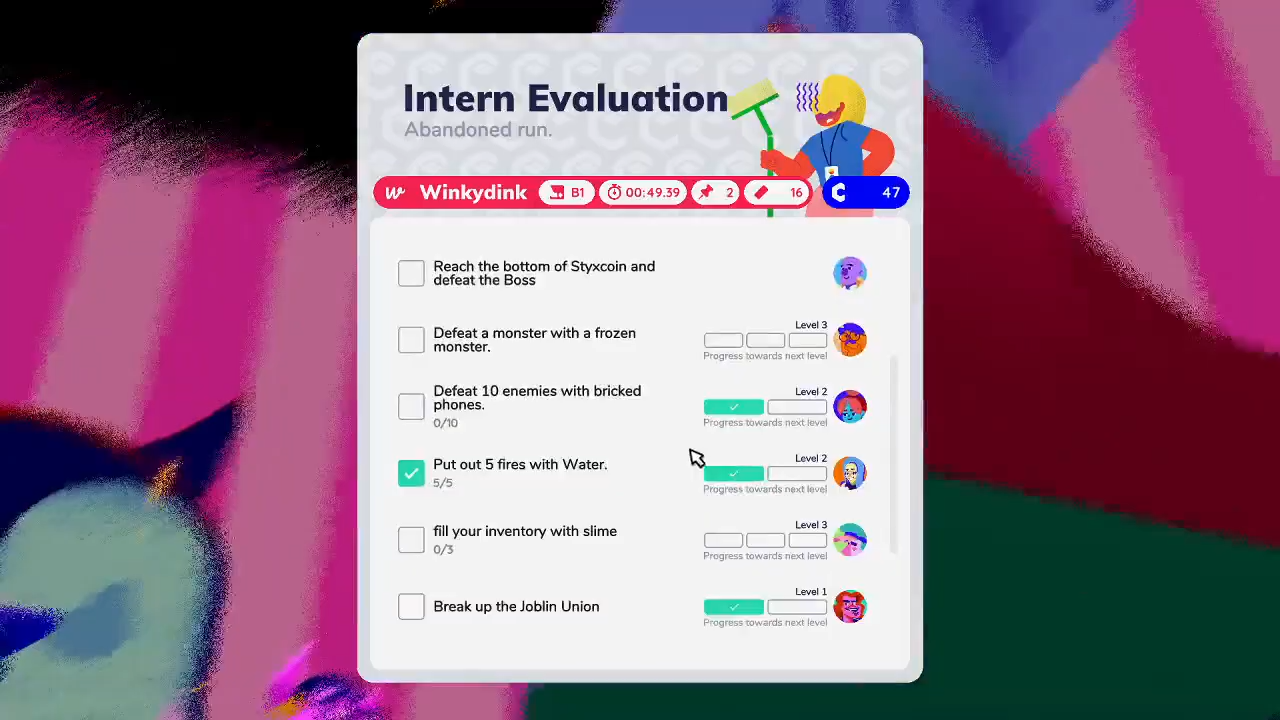 Intern Evaluation
Abandoned run.
Winkydink B1 00:49.39 2 16 47
Reach the bottom of Styxcoin and
defeat the Boss
Defeat a monster with a frozen
monster.
Level 3
Progress towards next level
Defeat 10 enemies with bricked
phones.
0/10
Level 2
Progress towards next level
Put out 5 fires with Water.
5/5
Level 2
Progress towards next level
fill your inventory with slime
0/3
Level 3
Progress towards next level
Break up the Joblin Union
Level 1
Progress towards next level